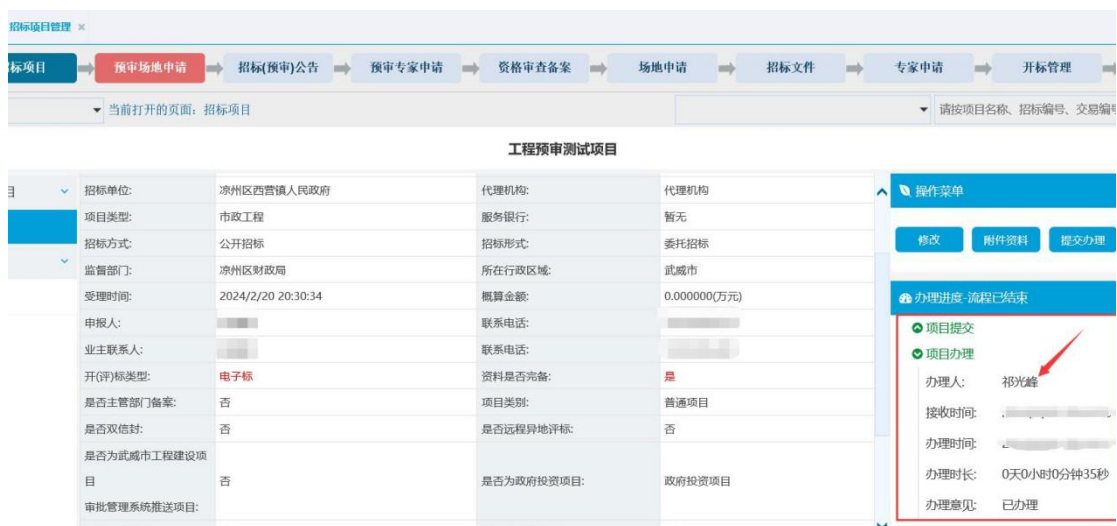 招标项目管理 ×
标项目 预审场地申请 招标(预审)公告 预审专家申请 资格审查备案 场地申请 招标文件 专家申请 开标管理
当前打开的页面：招标项目 请按项目名称、招标编号、交易编号
工程预审测试项目
招标单位: 凉州区西营镇人民政府 代理机构: 代理机构
项目类型: 市政工程 服务银行: 暂无
招标方式: 公开招标 招标形式: 委托招标
监督部门: 凉州区财政局 所在行政区域: 武威市
受理时间: 2024/2/20 20:30:34 概算金额: 0.000000(万元)
申报人: 联系电话:
业主联系人: 联系电话:
开(评)标类型: 电子标 资料是否完备: 是
是否主管部门备案: 否 项目类别: 普通项目
是否双信封: 否 是否远程异地评标: 否
是否为武威市工程建设项
目 否 是否为政府投资项目: 政府投资项目
审批管理系统推送项目:
操作菜单
修改 附件资料 提交办理
办理进度-流程已结束
项目提交
项目办理
办理人: 祁光峰
接收时间:
办理时间:
办理时长: 0天0小时0分钟35秒
办理意见: 已办理